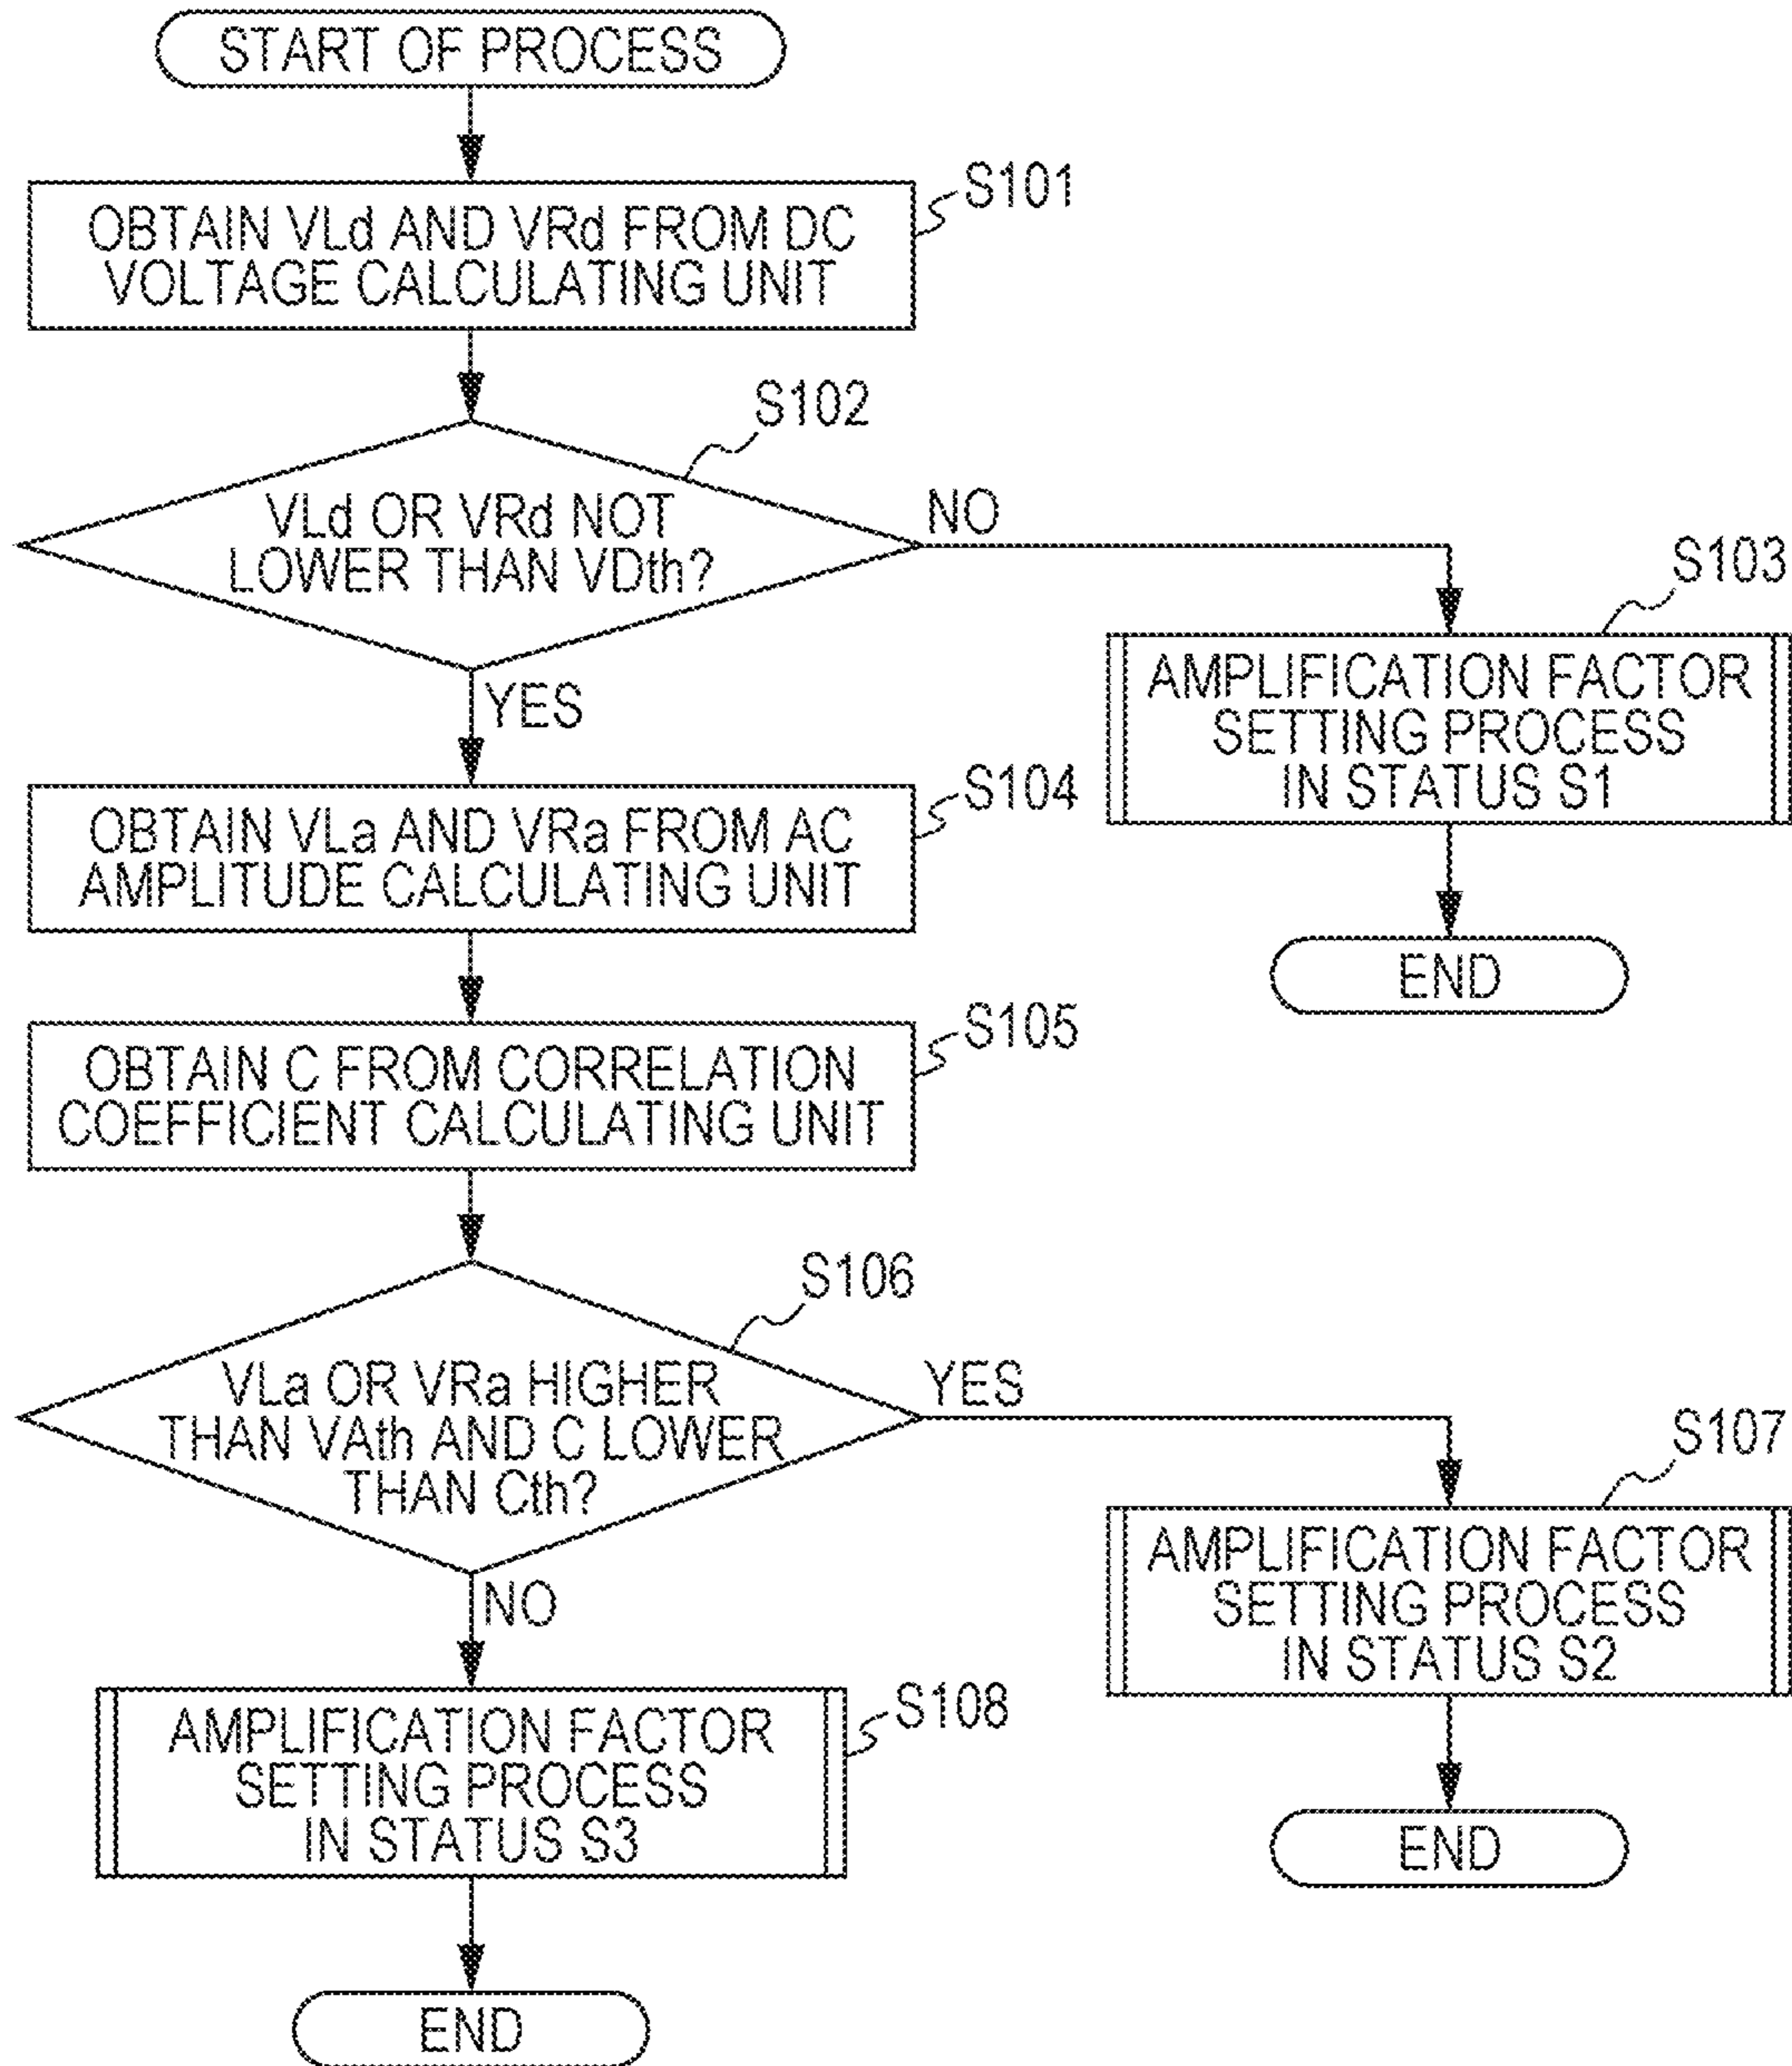 START OF PROCESS
S101
OBTAIN VLd AND VRd FROM DC
VOLTAGE CALCULATING UNIT
S102
VLd OR VRd NOT
LOWER THAN VDth?
NO
YES
S103
AMPLIFICATION FACTOR
SETTING PROCESS
IN STATUS S1
END
S104
OBTAIN VLa AND VRa FROM AC
AMPLITUDE CALCULATING UNIT
S105
OBTAIN C FROM CORRELATION
COEFFICIENT CALCULATING UNIT
S106
VLa OR VRa HIGHER
THAN VAth AND C LOWER
THAN Cth?
YES
NO
S107
AMPLIFICATION FACTOR
SETTING PROCESS
IN STATUS S2
END
S108
AMPLIFICATION FACTOR
SETTING PROCESS
IN STATUS S3
END